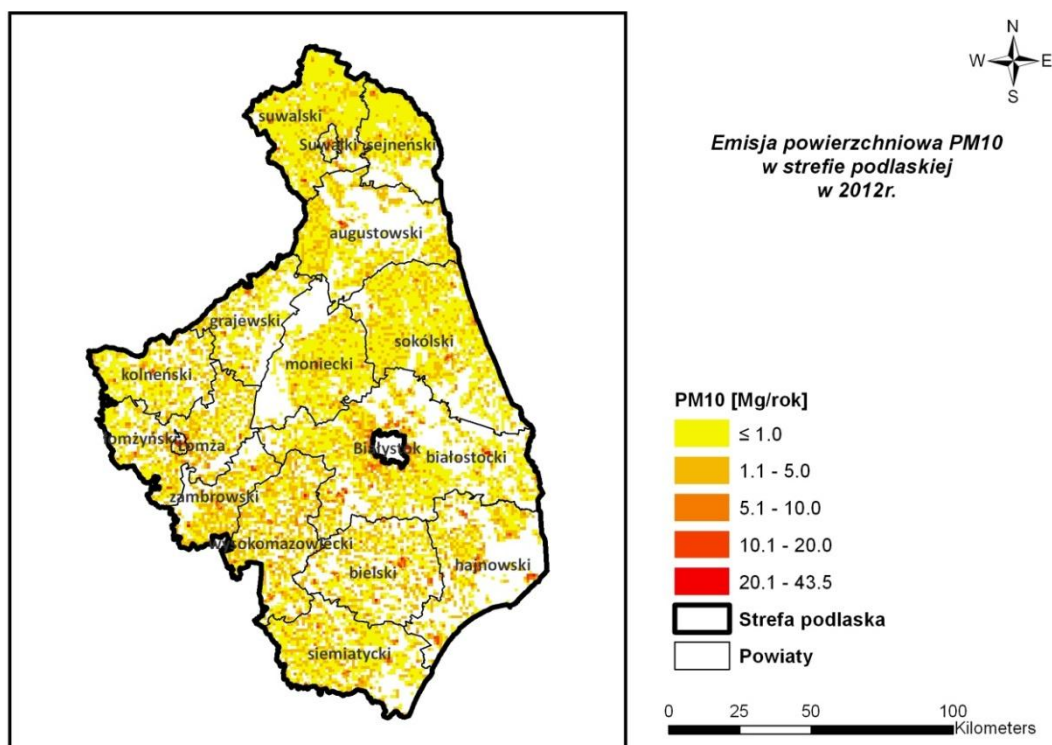 N
W E
S
Emisja powierzchniowa PM10
w strefie podlaskiej
w 2012r.
suwalski
Suwałki sejneński
augustowski
grajewski
sokólski
moniecki
kolneński
łomżyński Łomża
Białystok
białostocki
zambrowski
wysokomazowiecki
bielski
hajnowski
siemiatycki
PM10 [Mg/rok]
≤ 1.0
1.1 - 5.0
5.1 - 10.0
10.1 - 20.0
20.1 - 43.5
Strefa podlaska
Powiaty
0 25 50 100
Kilometers